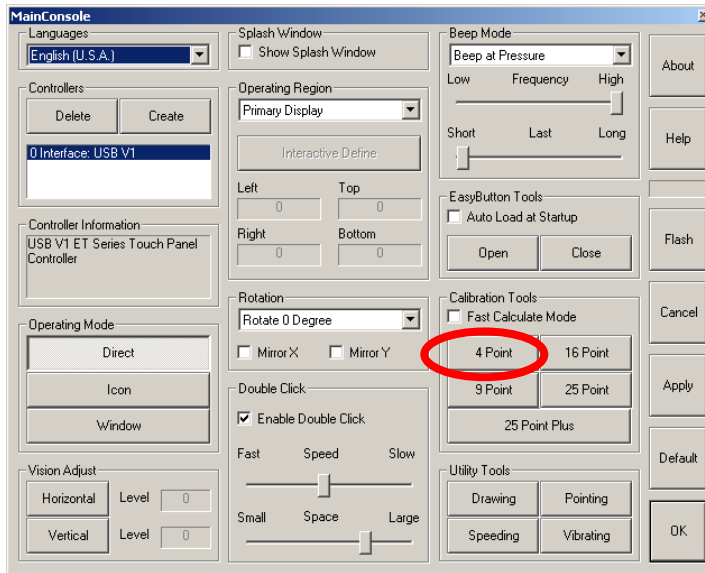 MainConsole
Languages
English (U.S.A.)
Controllers
Delete
Create
0 Interface: USB V1
Controller Information
USB V1 ET Series Touch Panel
Controller
Operating Mode
Direct
Icon
Window
Vision Adjust
Horizontal
Level
0
Vertical
Level
0
Splash Window
Show Splash Window
Operating Region
Primary Display
Interactive Define
Left
Top
0
0
Right
Bottom
0
0
Rotation
Rotate 0 Degree
Mirror X
Mirror Y
Double Click
Enable Double Click
Fast
Speed
Slow
Small
Space
Large
Beep Mode
Beep at Pressure
Low
Frequency
High
Short
Last
Long
EasyButton Tools
Auto Load at Startup
Open
Close
Calibration Tools
Fast Calculate Mode
4 Point
16 Point
9 Point
25 Point
25 Point Plus
Utility Tools
Drawing
Pointing
Speeding
Vibrating
About
Help
Flash
Cancel
Apply
Default
OK